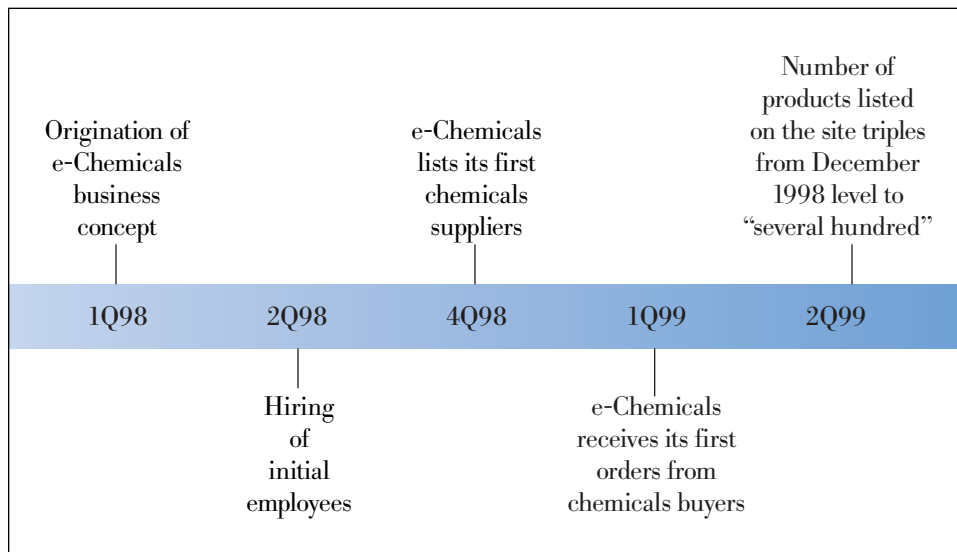 Origination of
e-Chemicals
business
concept
e-Chemicals
lists its first
chemicals
suppliers
Number of
products listed
on the site triples
from December
1998 level to
“several hundred”
1Q98
2Q98
4Q98
1Q99
2Q99
Hiring
of
initial
employees
e-Chemicals
receives its first
orders from
chemicals buyers